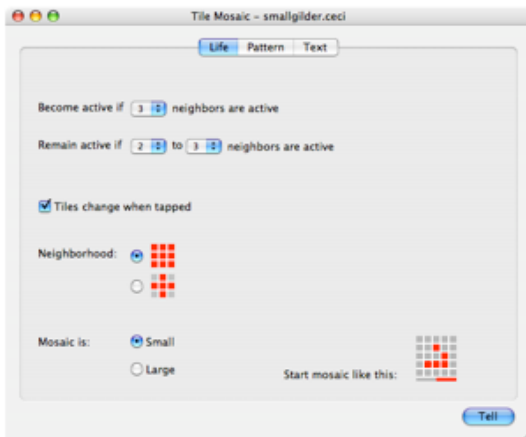 Tile Mosaic – smallgilder.ceci
Life Pattern Text
Become active if 3 neighbors are active
Remain active if 2 to 3 neighbors are active
Tiles change when tapped
Neighborhood:
Mosaic is: Small
Large
Start mosaic like this:
Tell